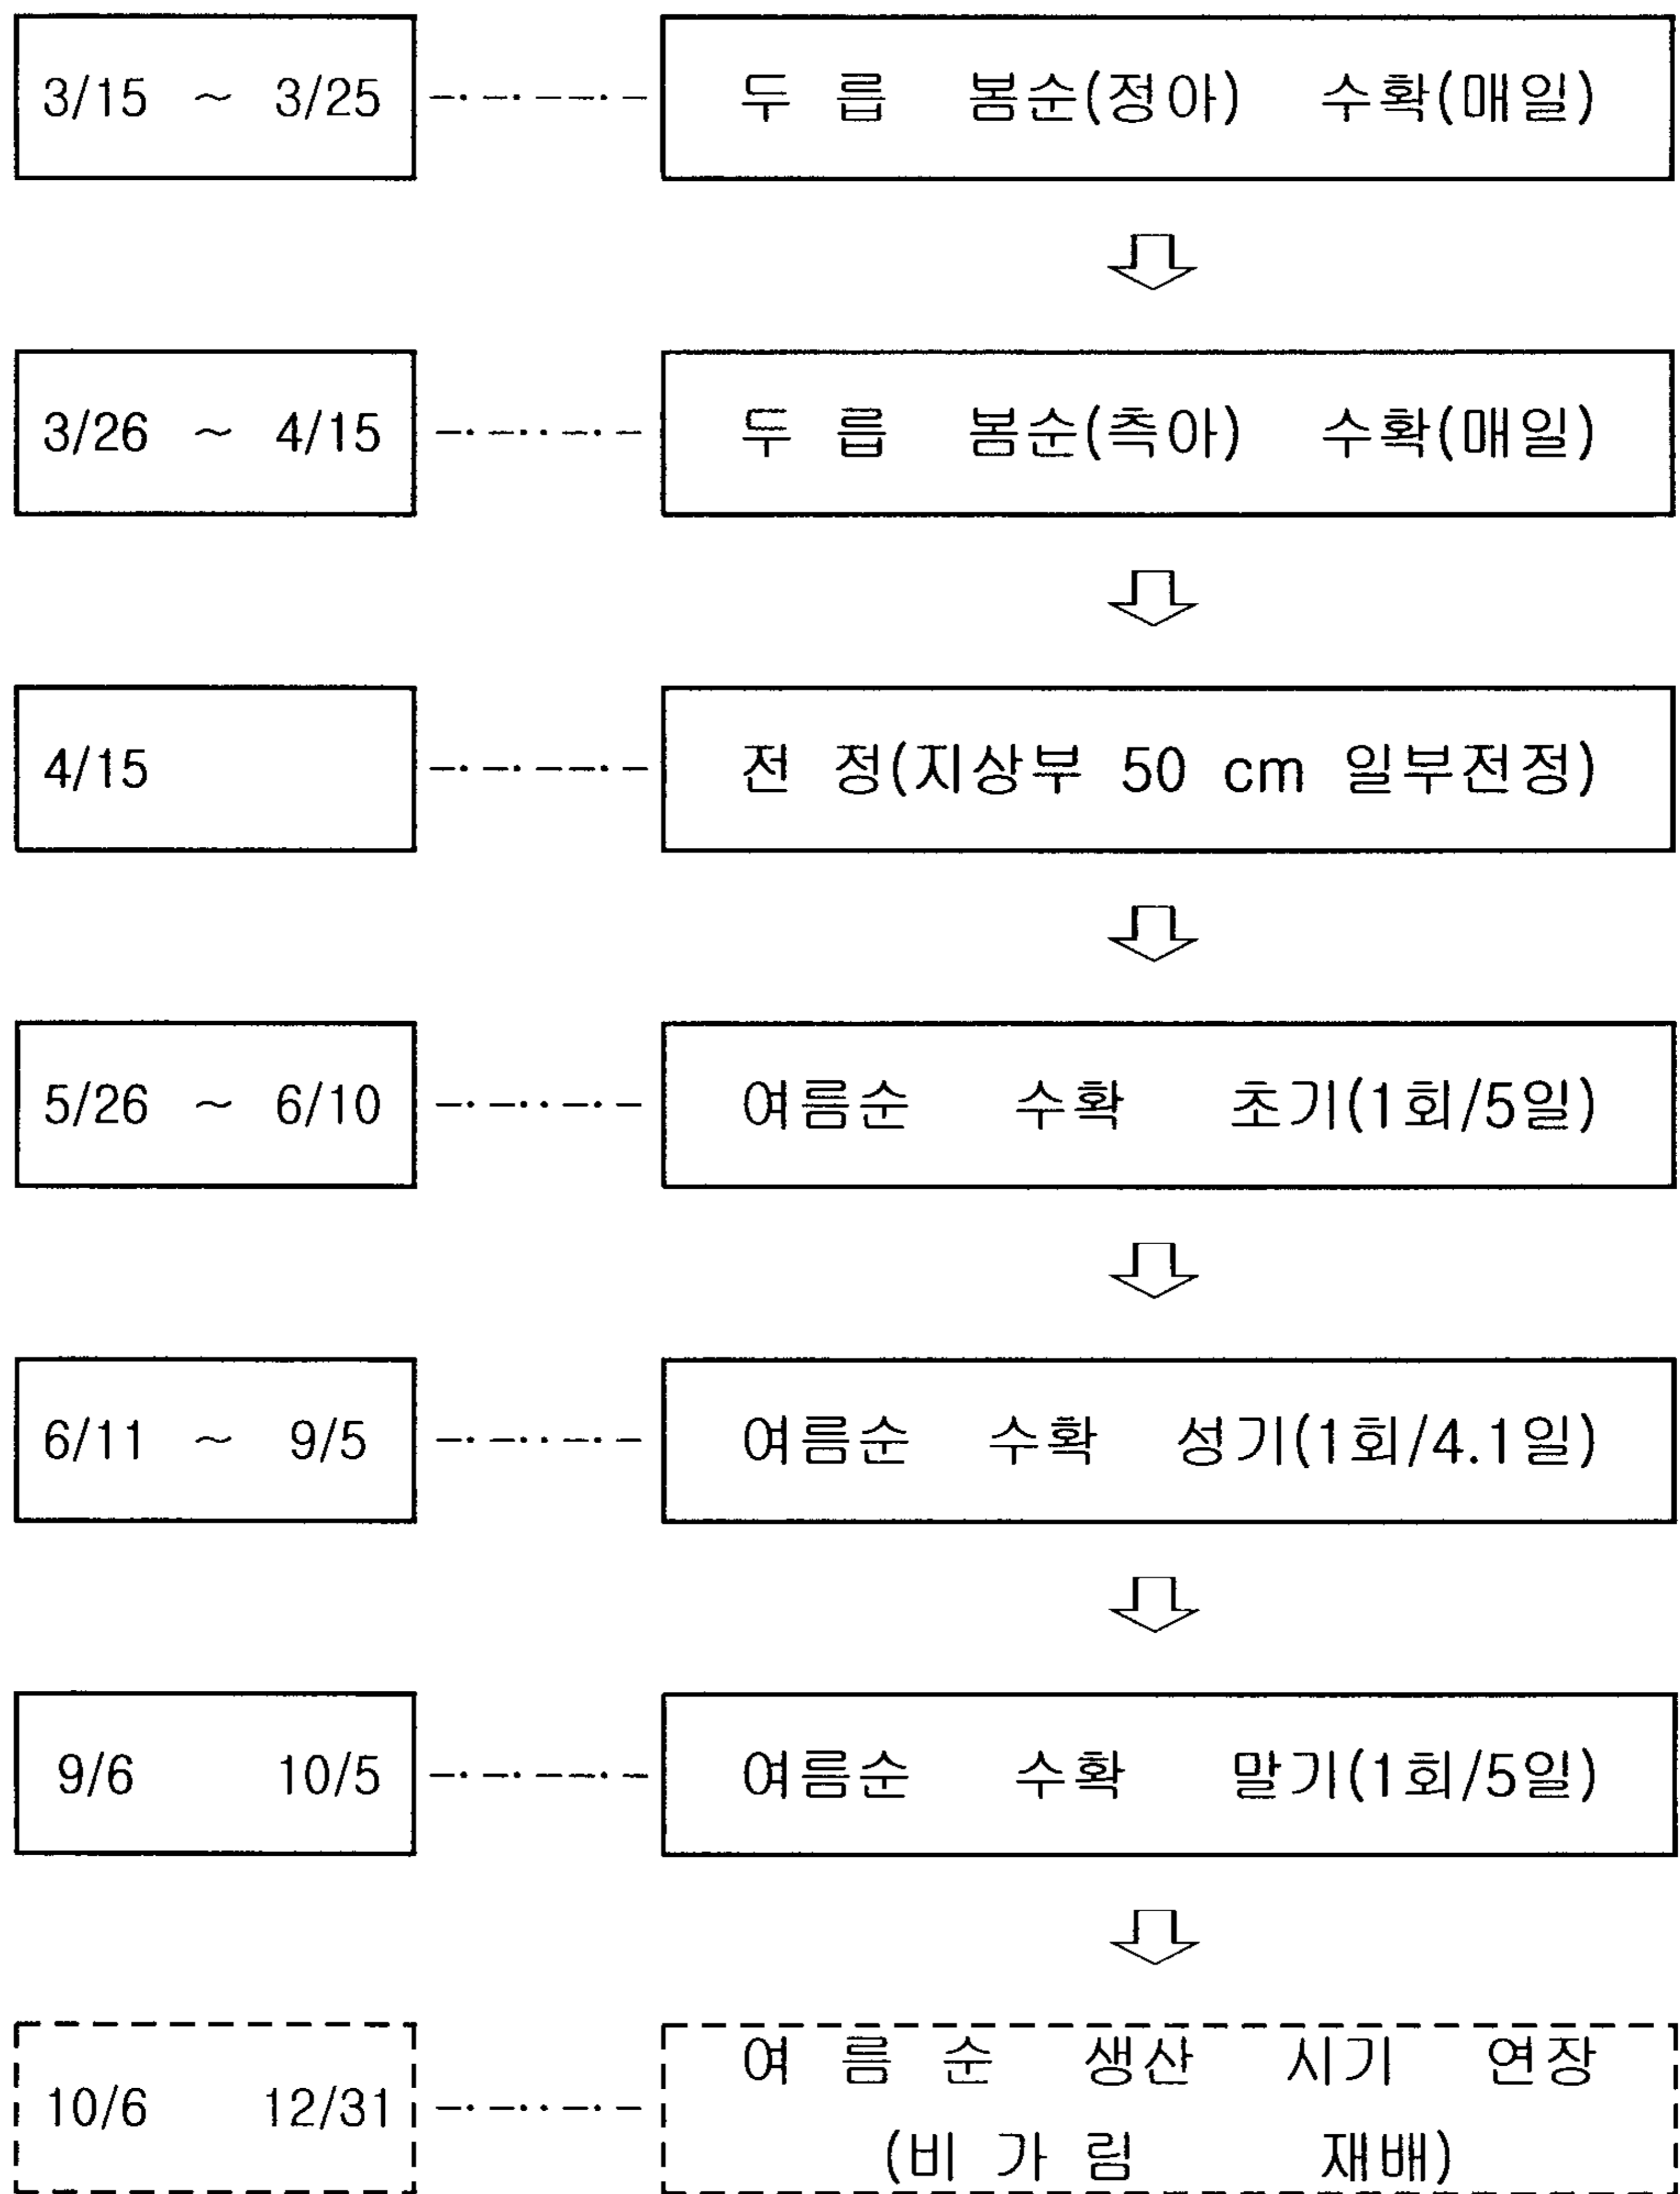 3/15 ~ 3/25 두 릅 봄순(정아) 수확(매일)
3/26 ~ 4/15 두 릅 봄순(측아) 수확(매일)
4/15 전 정(지상부 50 cm 일부전정)
5/26 ~ 6/10 여름순 수확 초기(1회/5일)
6/11 ~ 9/5 여름순 수확 성기(1회/4.1일)
9/6 10/5 여름순 수확 말기(1회/5일)
10/6 12/31 여 름 순 생산 시기 연장
(비 가 림 재배)